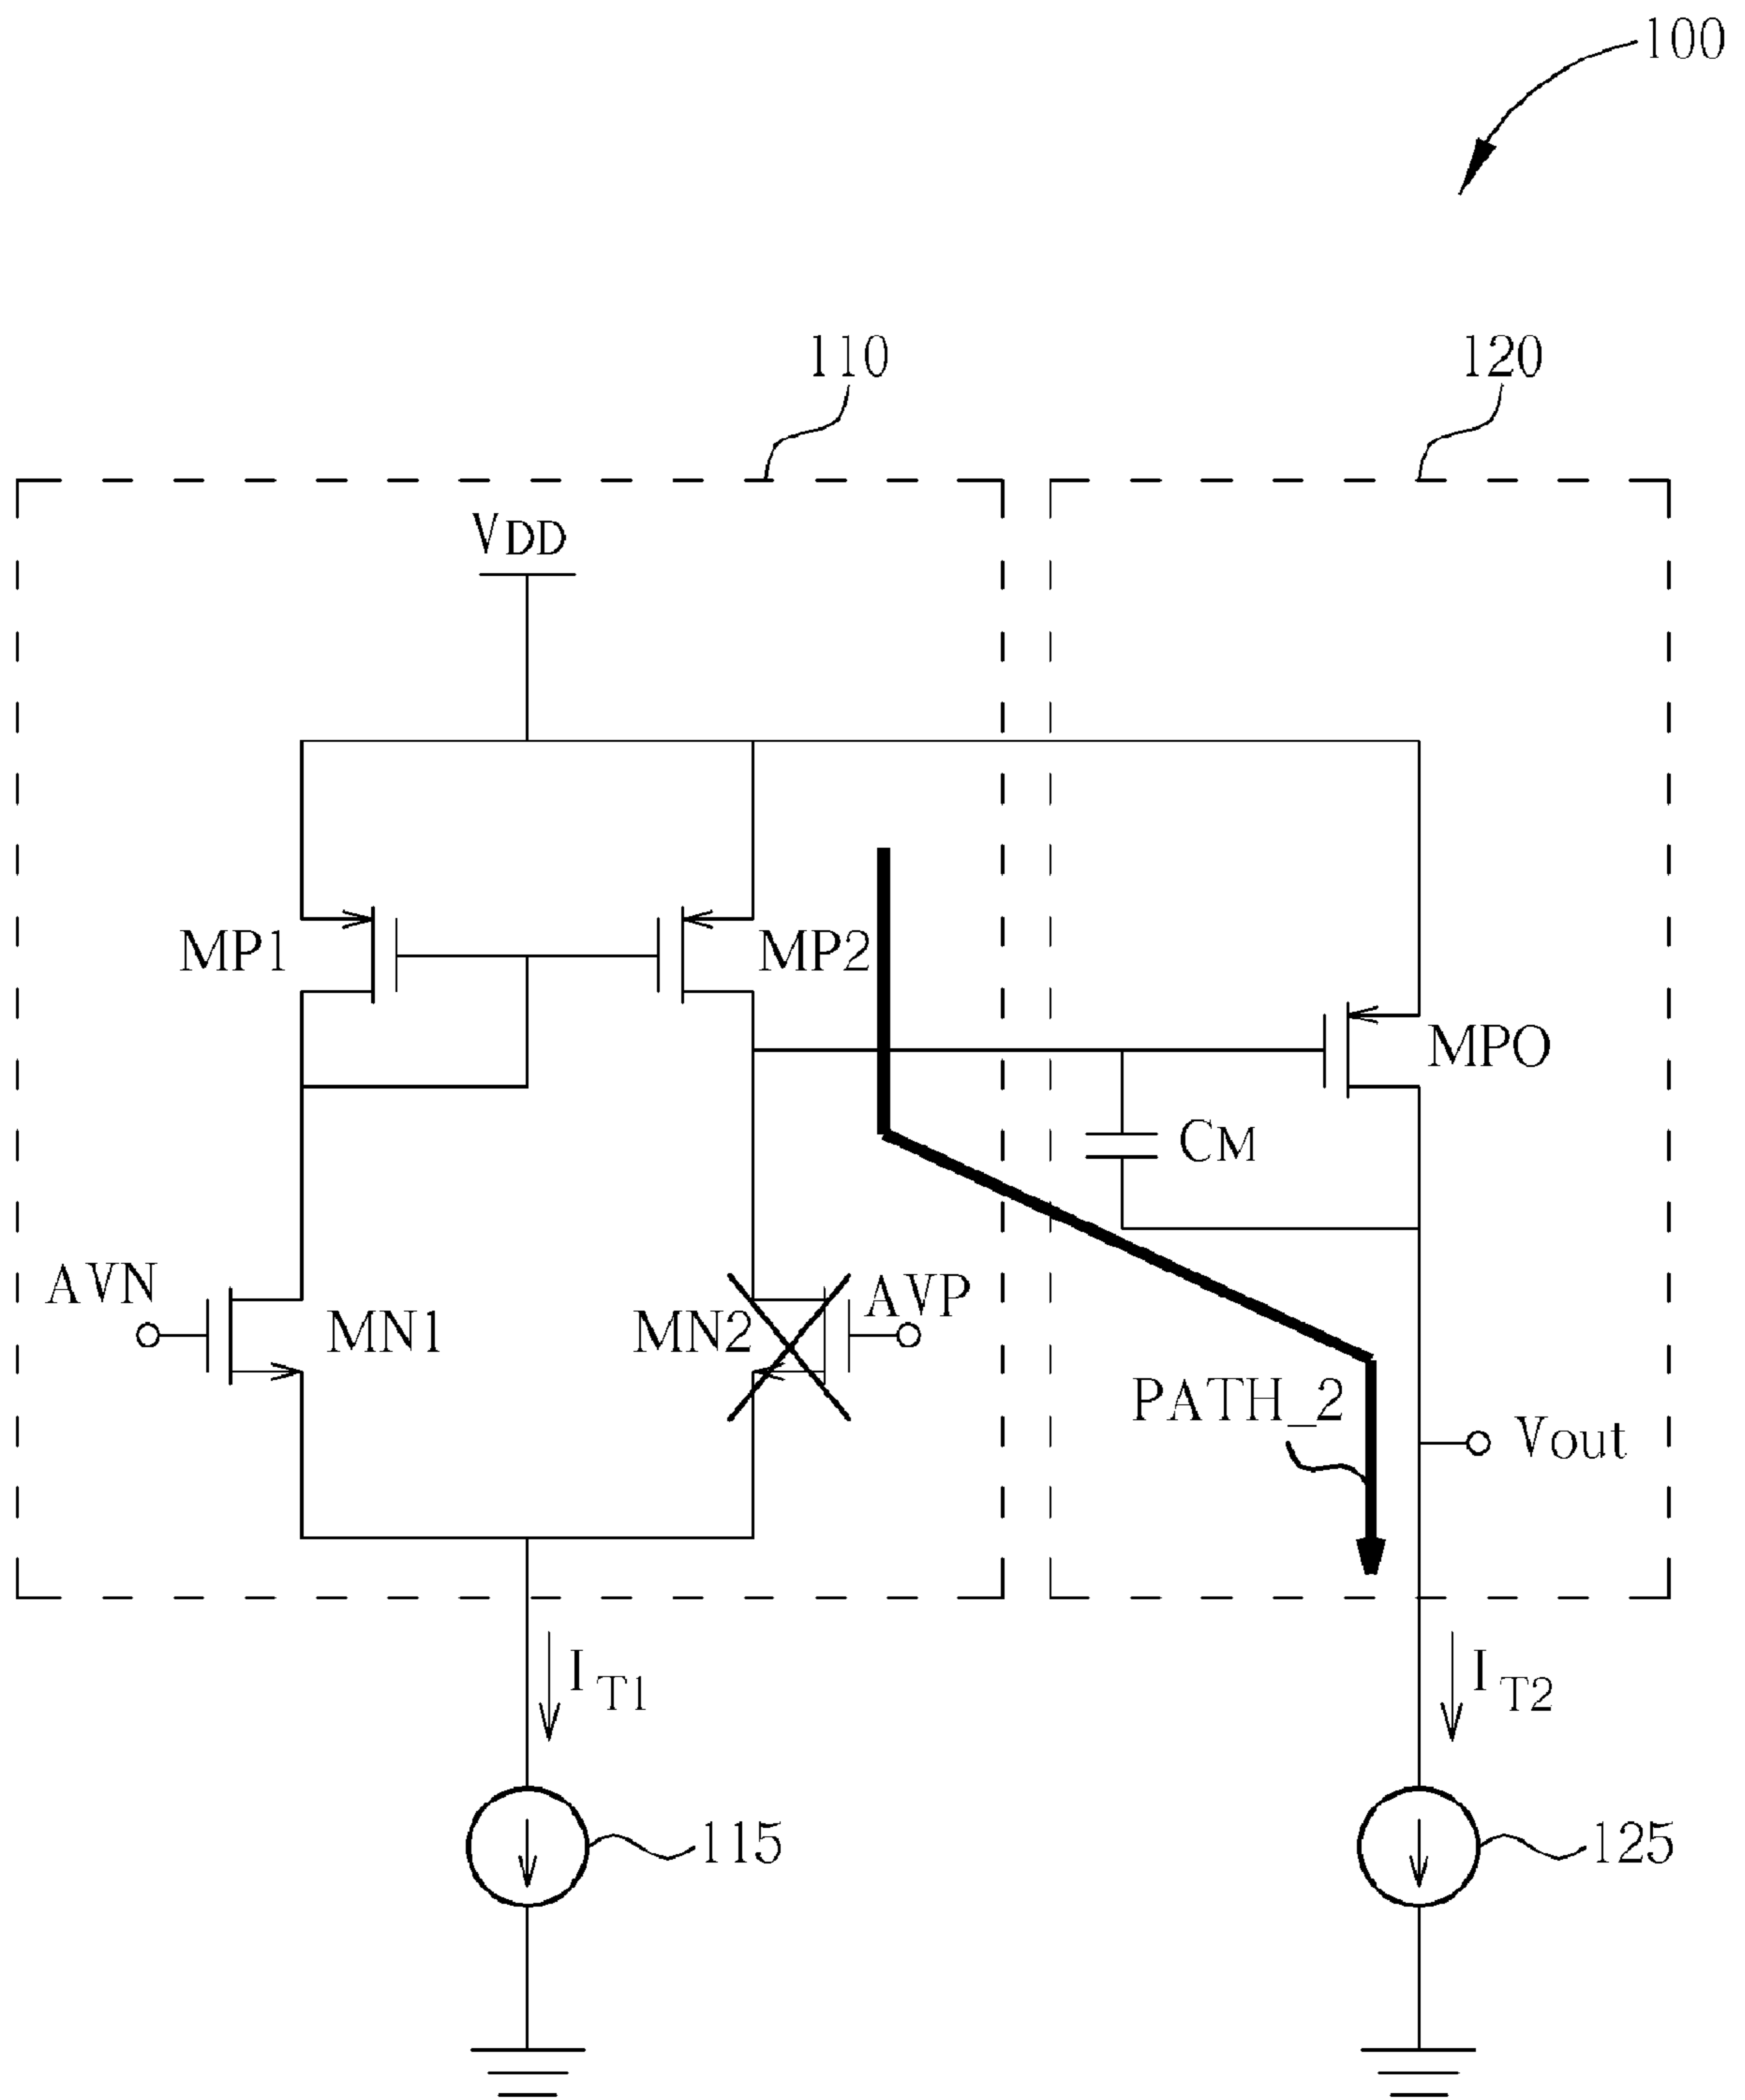 100
110
120
VDD
MP1
MP2
MPO
CM
AVN
MN1
MN2
AVP
PATH_2
Vout
IT1
IT2
115
125